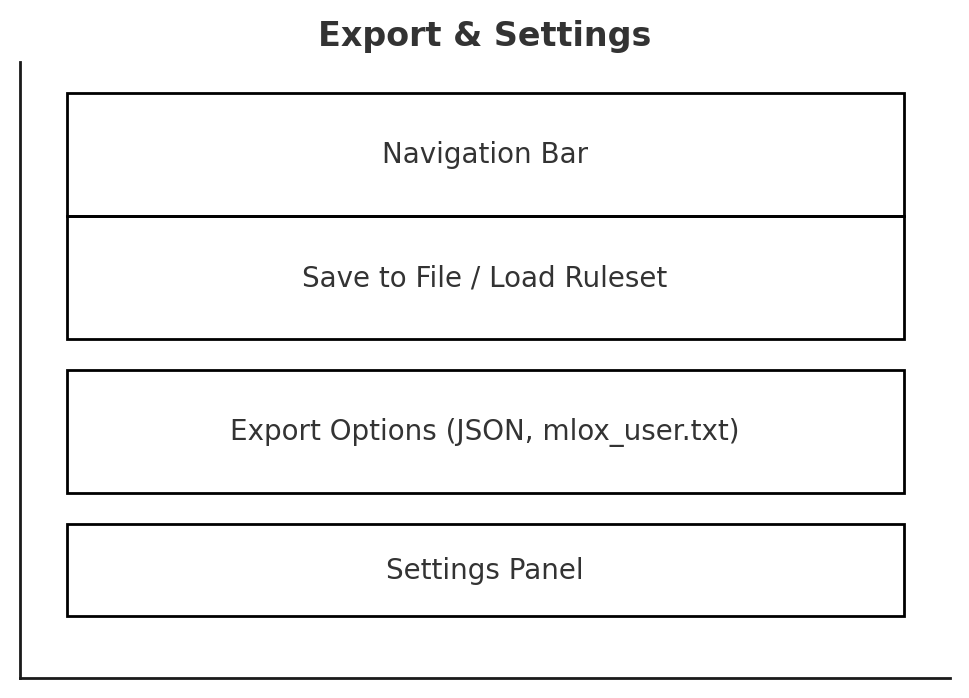 Export & Settings
Navigation Bar
Save to File / Load Ruleset
Export Options (JSON, mlox_user.txt)
Settings Panel